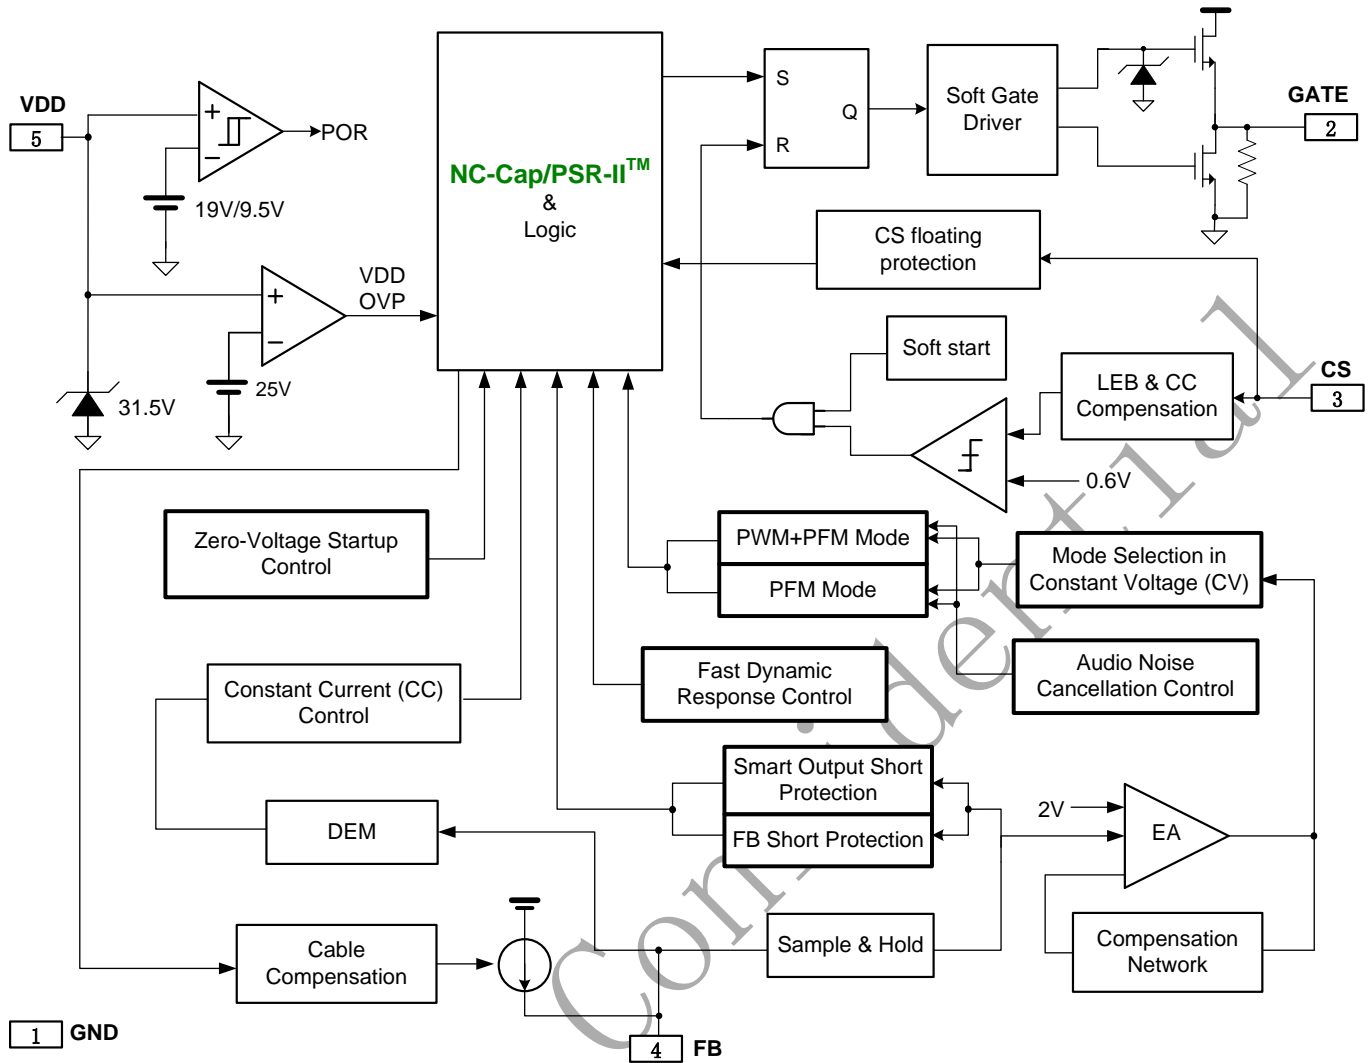 VDD
5
+
−
POR
19V/9.5V
+
−
VDD
OVP
25V
31.5V
NC-Cap/PSR-II™
&
Logic
S
R
Q
Soft Gate
Driver
GATE
2
CS floating
protection
Soft start
LEB & CC
Compensation
CS
3
0.6V
Zero-Voltage Startup
Control
PWM+PFM Mode
PFM Mode
Mode Selection in
Constant Voltage (CV)
Constant Current (CC)
Control
Fast Dynamic
Response Control
Audio Noise
Cancellation Control
DEM
Smart Output Short
Protection
FB Short Protection
2V
EA
Cable
Compensation
Sample & Hold
Compensation
Network
1
GND
4
FB
Confidential